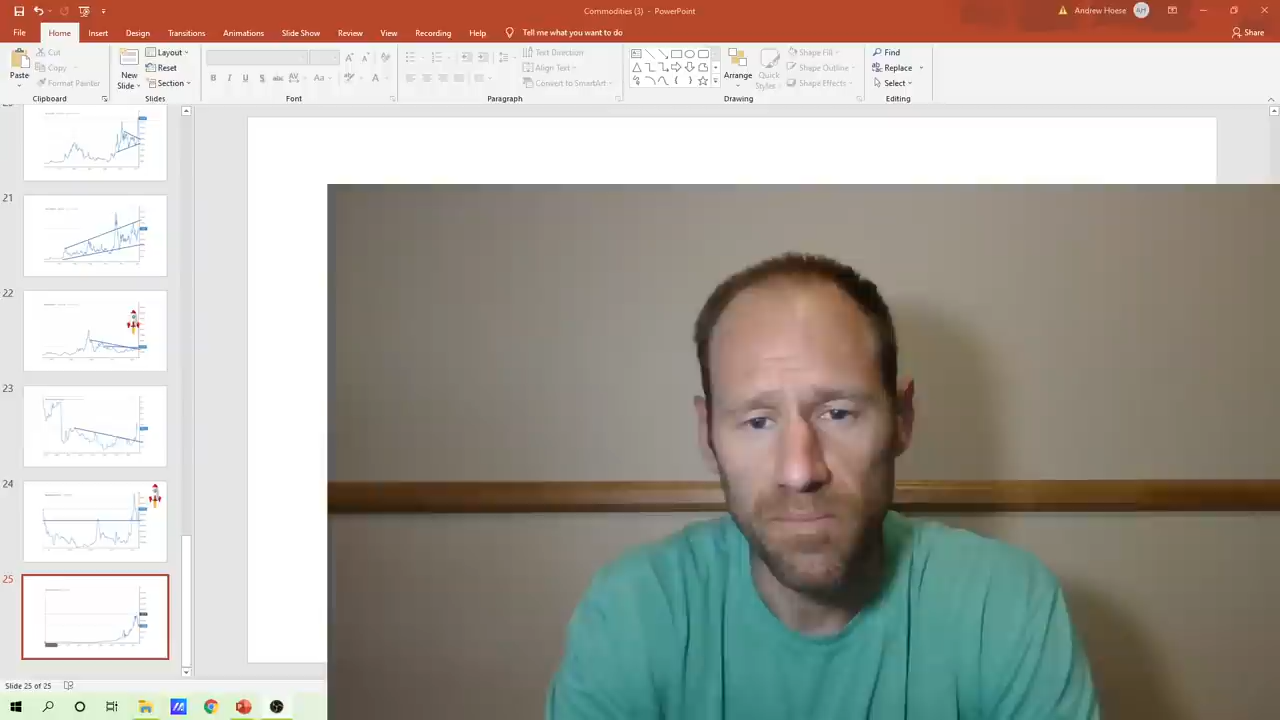 Commodities (3) - PowerPoint
Andrew Hoese
AH
File
Home
Insert
Design
Transitions
Animations
Slide Show
Review
View
Recording
Help
Tell me what you want to do
Share
Paste
Cut
Copy
Format Painter
Clipboard
New
Slide
Layout
Reset
Section
Slides
B I U S abc AV Aa A
Font
Text Direction
Align Text
Convert to SmartArt
Paragraph
Arrange
Quick
Styles
Shape Fill
Shape Outline
Shape Effects
Drawing
Find
Replace
Select
Editing
21
22
23
24
25
Slide 25 of 25